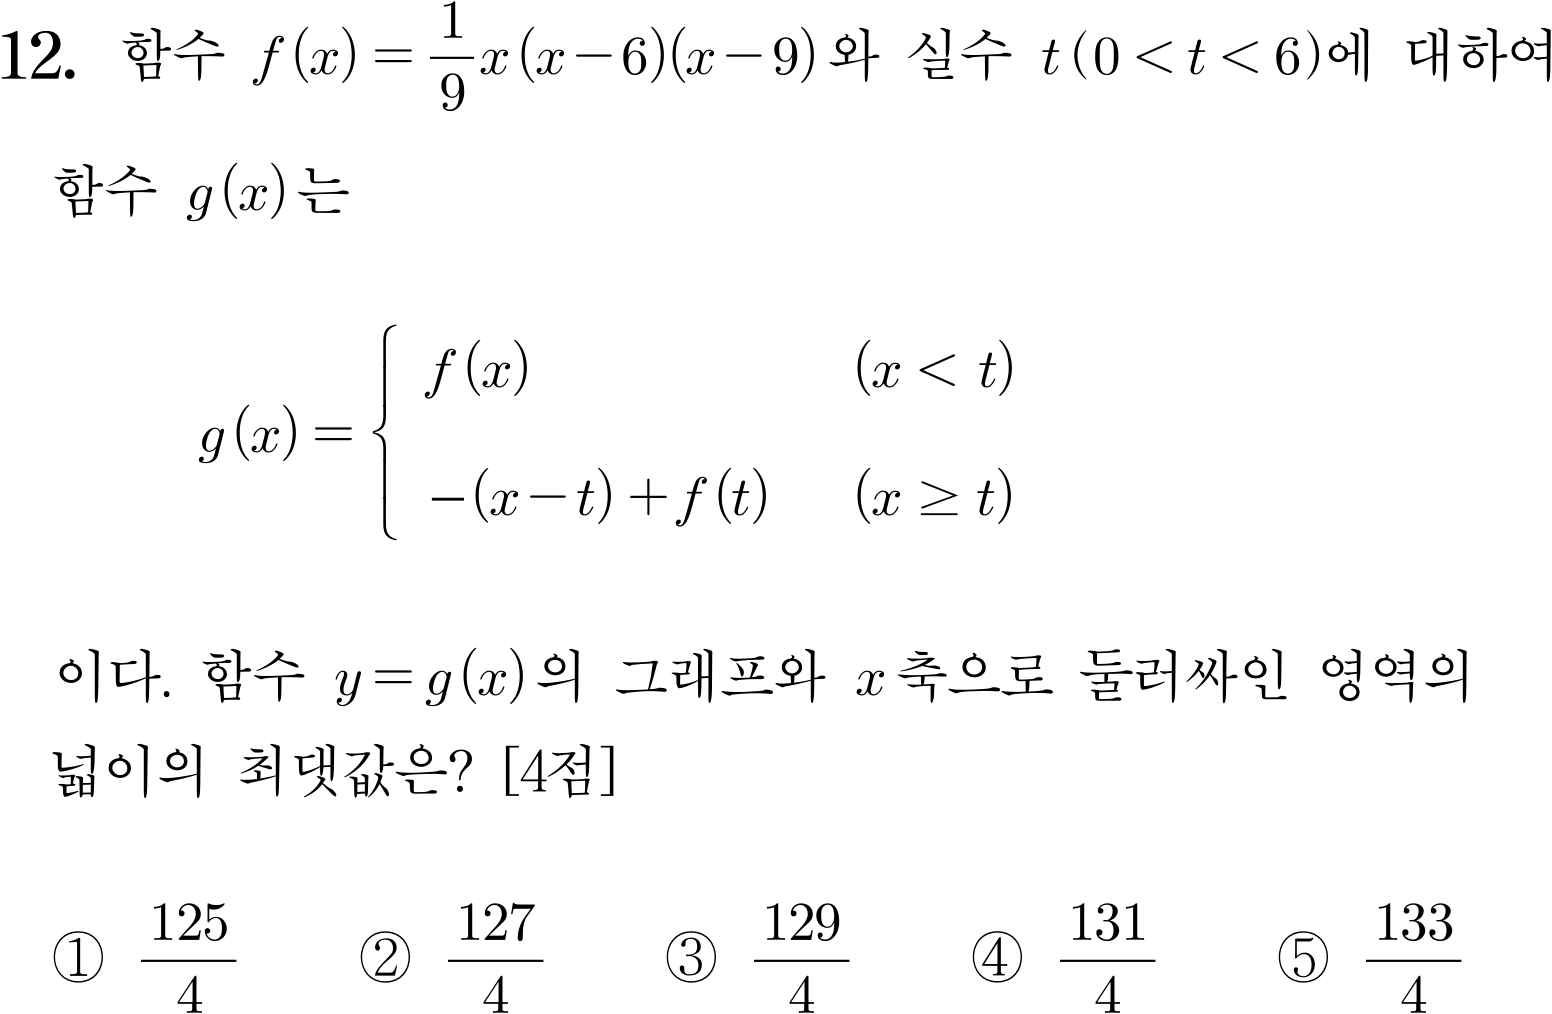 12. 함수 f(x) = \frac{1}{9}x(x-6)(x-9)와 실수 t(0 < t < 6)에 대하여
함수 g(x)는
g(x) = \begin{cases} f(x) & (x < t) \\ -(x-t)+f(t) & (x \geq t) \end{cases}
이다. 함수 y=g(x)의 그래프와 x축으로 둘러싸인 영역의
넓이의 최댓값은? [4점]
① \frac{125}{4} ② \frac{127}{4} ③ \frac{129}{4} ④ \frac{131}{4} ⑤ \frac{133}{4}